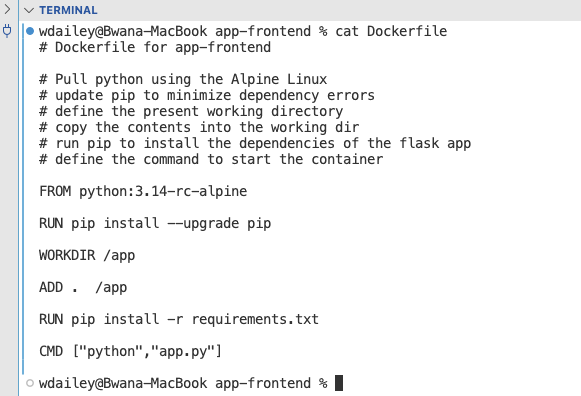 TERMINAL
wdailey@Bwana-MacBook app-frontend % cat Dockerfile
# Dockerfile for app-frontend
# Pull python using the Alpine Linux
# update pip to minimize dependency errors
# define the present working directory
# copy the contents into the working dir
# run pip to install the dependencies of the flask app
# define the command to start the container
FROM python:3.14-rc-alpine
RUN pip install --upgrade pip
WORKDIR /app
ADD .  /app
RUN pip install -r requirements.txt
CMD ["python","app.py"]
wdailey@Bwana-MacBook app-frontend %